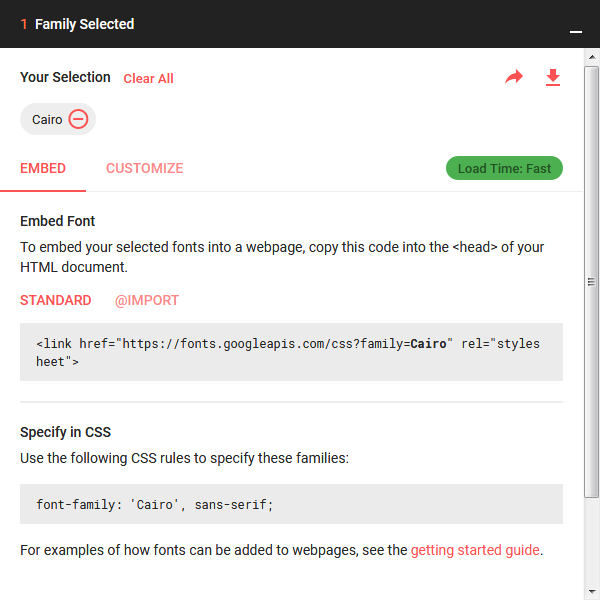 1 Family Selected
Your Selection Clear All
Cairo
EMBED CUSTOMIZE Load Time: Fast
Embed Font
To embed your selected fonts into a webpage, copy this code into the <head> of your
HTML document.
STANDARD @IMPORT
<link href="https://fonts.googleapis.com/css?family=Cairo" rel="styles
heet">
Specify in CSS
Use the following CSS rules to specify these families:
font-family: 'Cairo', sans-serif;
For examples of how fonts can be added to webpages, see the getting started guide.